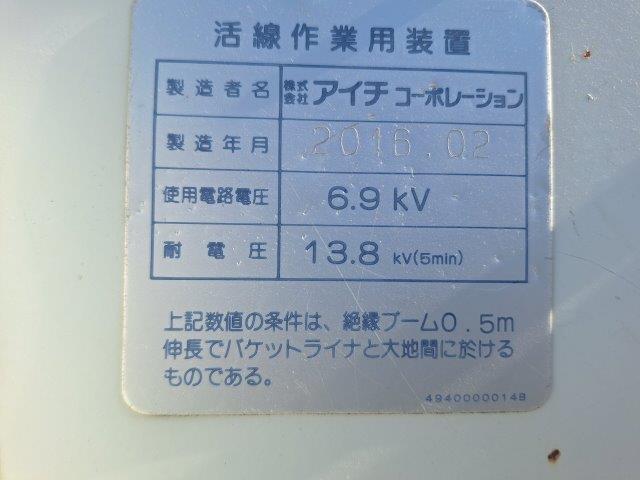 活線作業用装置
製造者名 株式会社 アイチ コーポレーション
製造年月 2016.02
使用電路電圧 6.9 kV
耐電圧 13.8 kV(5min)
上記数値の条件は、絶縁ブーム0.5m
伸長でバケットライナと大地間に於ける
ものである。
49400000148